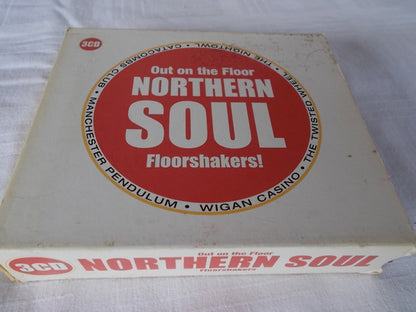 3CD
CATACOMBS CLUB • THE NIGHTOWL • THE TWISTED WHEEL • WIGAN CASINO • MANCHESTER PENDULUM •
Out on the Floor
NORTHERN
SOUL
Floorshakers!
Out on the Floor
3CD NORTHERN SOUL
Floorshakers